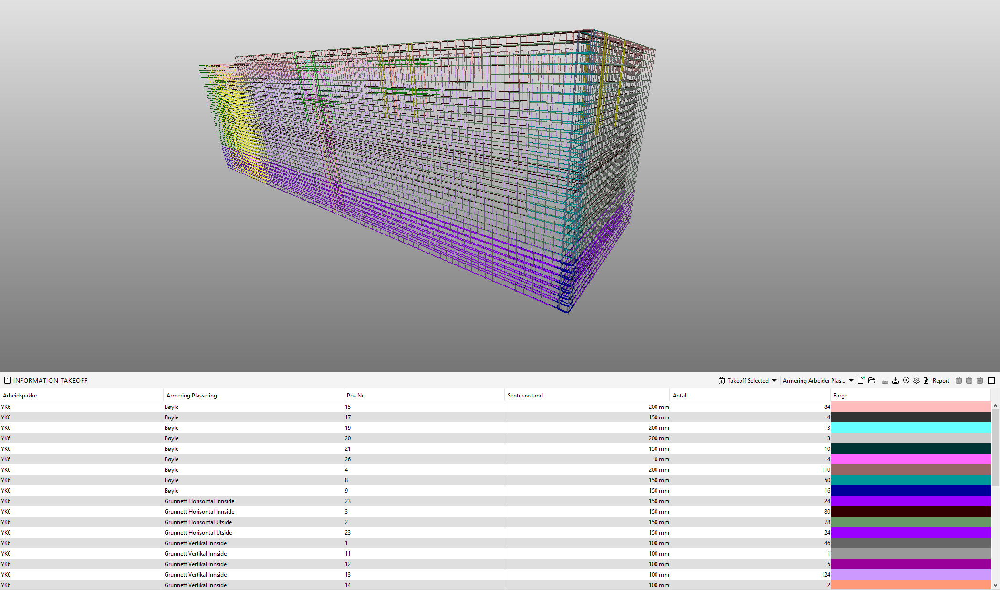 INFORMATION TAKEOFF Takeoff Selected Armering Arbeider Plas... Report
Arbeidspakke Armering Plassering Pos.Nr. Senteravstand Antall Farge
YK6 Bøyle 15 200 mm 84
YK6 Bøyle 17 150 mm 4
YK6 Bøyle 19 200 mm 3
YK6 Bøyle 20 200 mm 3
YK6 Bøyle 21 150 mm 10
YK6 Bøyle 26 0 mm 4
YK6 Bøyle 4 200 mm 110
YK6 Bøyle 8 150 mm 50
YK6 Bøyle 9 150 mm 16
YK6 Grunnett Horisontal Innside 23 150 mm 24
YK6 Grunnett Horisontal Innside 3 150 mm 80
YK6 Grunnett Horisontal Utside 2 150 mm 78
YK6 Grunnett Horisontal Utside 23 150 mm 24
YK6 Grunnett Vertikal Innside 1 100 mm 46
YK6 Grunnett Vertikal Innside 11 100 mm 1
YK6 Grunnett Vertikal Innside 12 100 mm 5
YK6 Grunnett Vertikal Innside 13 100 mm 124
YK6 Grunnett Vertikal Innside 14 100 mm 2